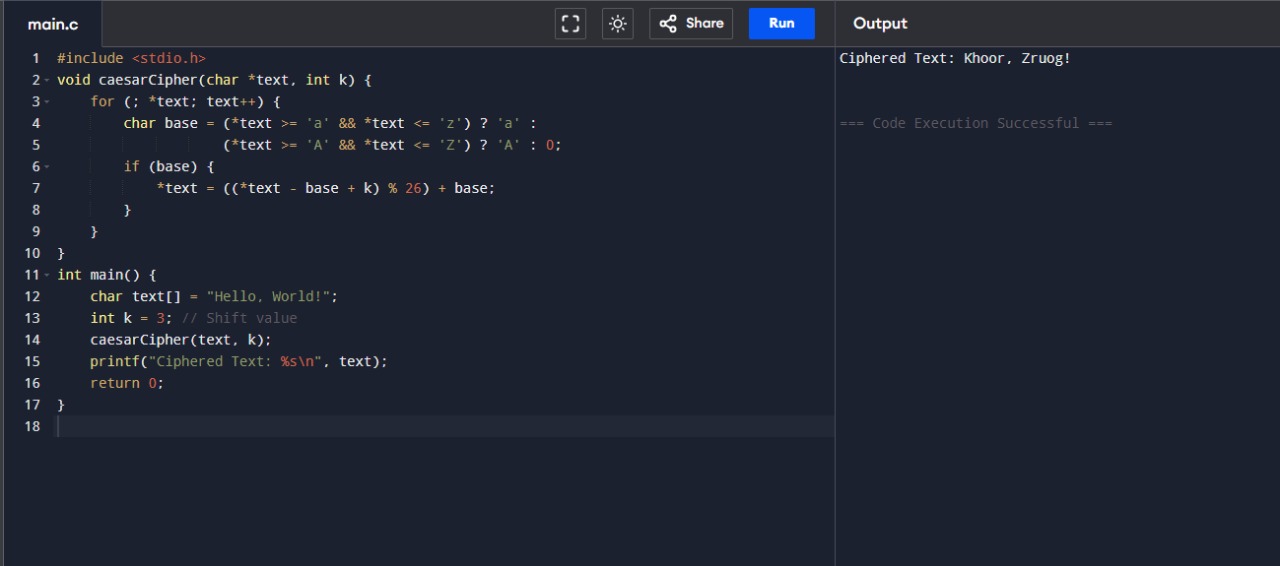 main.c
Share
Run
Output
1 #include <stdio.h>
2 void caesarCipher(char *text, int k) {
3     for (; *text; text++) {
4         char base = (*text >= 'a' && *text <= 'z') ? 'a' :
5                     (*text >= 'A' && *text <= 'Z') ? 'A' : 0;
6         if (base) {
7             *text = ((*text - base + k) % 26) + base;
8         }
9     }
10 }
11 int main() {
12     char text[] = "Hello, World!";
13     int k = 3; // Shift value
14     caesarCipher(text, k);
15     printf("Ciphered Text: %s\n", text);
16     return 0;
17 }
18
Ciphered Text: Khoor, Zruog!
=== Code Execution Successful ===